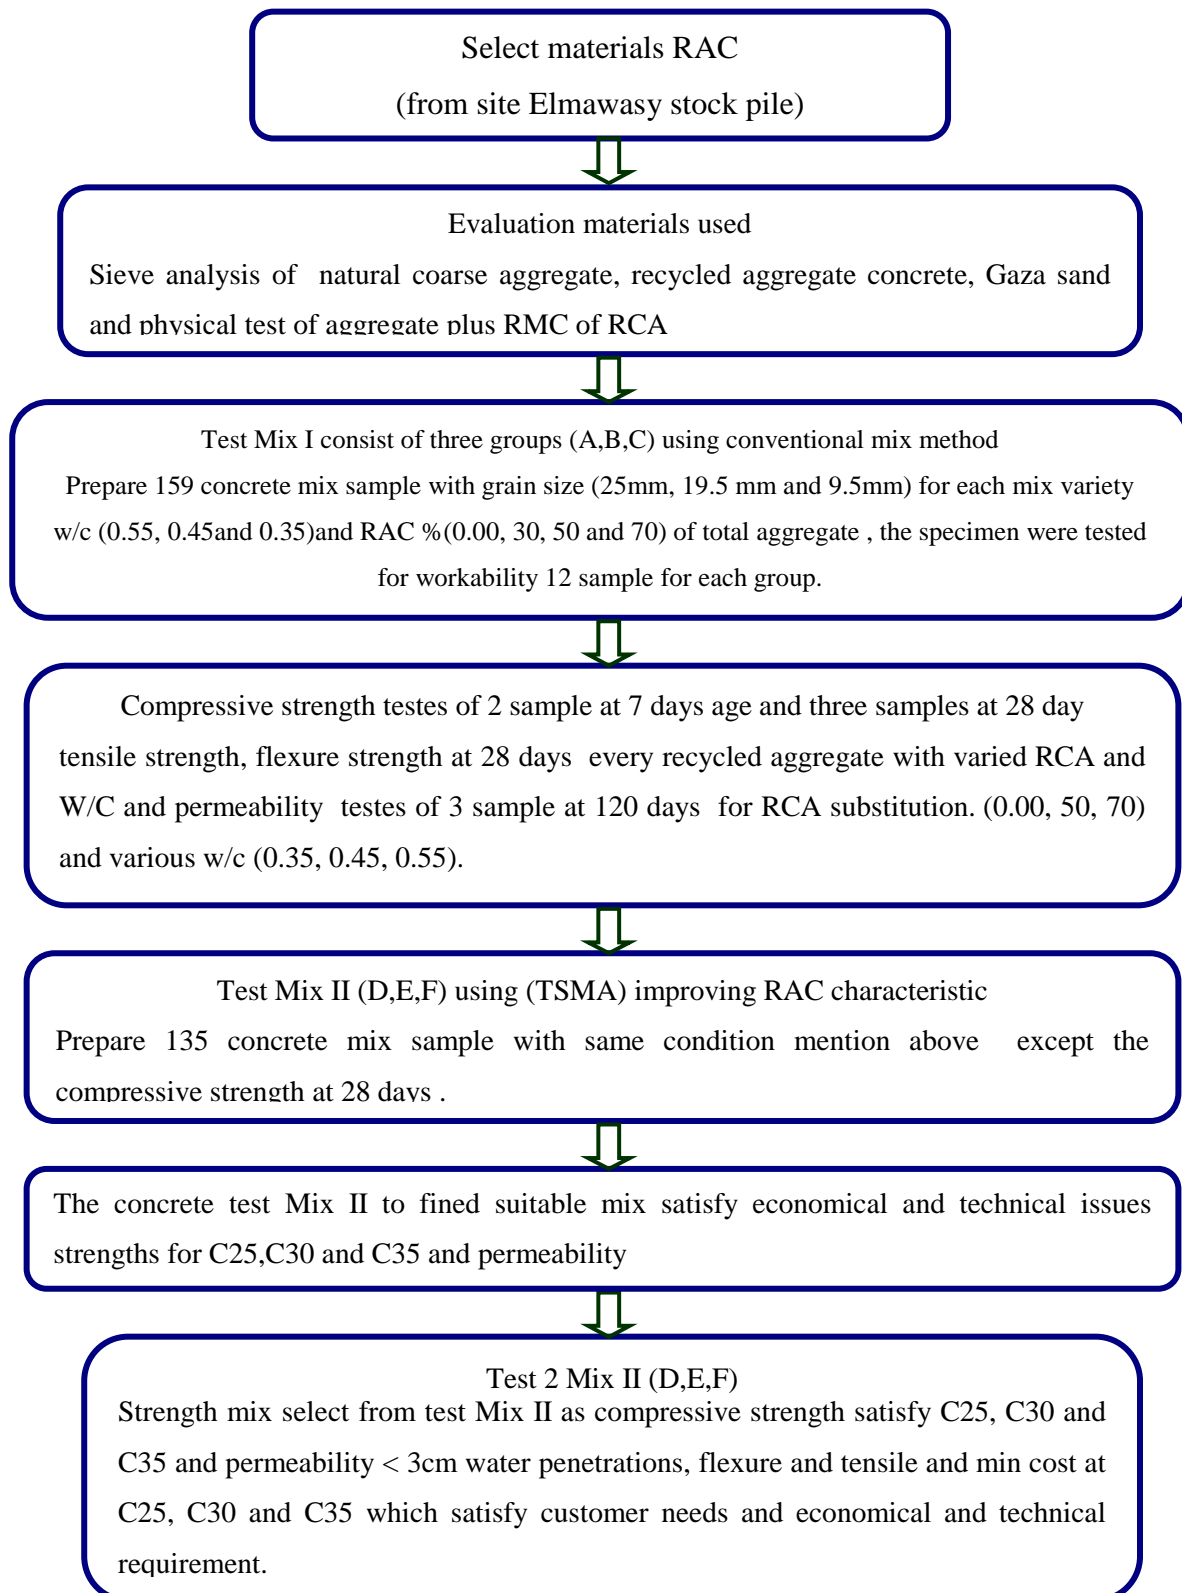 Select materials RAC
(from site Elmawasy stock pile)
Evaluation materials used
Sieve analysis of natural coarse aggregate, recycled aggregate concrete, Gaza sand
and physical test of aggregate plus RMC of RCA
Test Mix I consist of three groups (A,B,C) using conventional mix method
Prepare 159 concrete mix sample with grain size (25mm, 19.5 mm and 9.5mm) for each mix variety
w/c (0.55, 0.45and 0.35)and RAC %(0.00, 30, 50 and 70) of total aggregate , the specimen were tested
for workability 12 sample for each group.
Compressive strength testes of 2 sample at 7 days age and three samples at 28 day
tensile strength, flexure strength at 28 days every recycled aggregate with varied RCA and
W/C and permeability testes of 3 sample at 120 days for RCA substitution. (0.00, 50, 70)
and various w/c (0.35, 0.45, 0.55).
Test Mix II (D,E,F) using (TSMA) improving RAC characteristic
Prepare 135 concrete mix sample with same condition mention above except the
compressive strength at 28 days .
The concrete test Mix II to fined suitable mix satisfy economical and technical issues
strengths for C25,C30 and C35 and permeability
Test 2 Mix II (D,E,F)
Strength mix select from test Mix II as compressive strength satisfy C25, C30 and
C35 and permeability < 3cm water penetrations, flexure and tensile and min cost at
C25, C30 and C35 which satisfy customer needs and economical and technical
requirement.